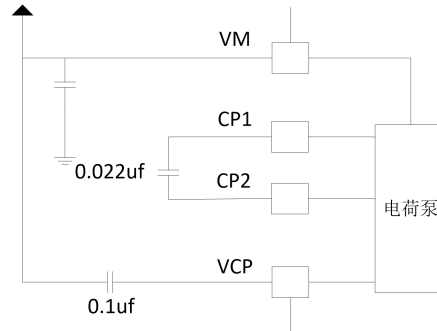 VM
CP1
0.022uf
CP2
电荷泵
VCP
0.1uf